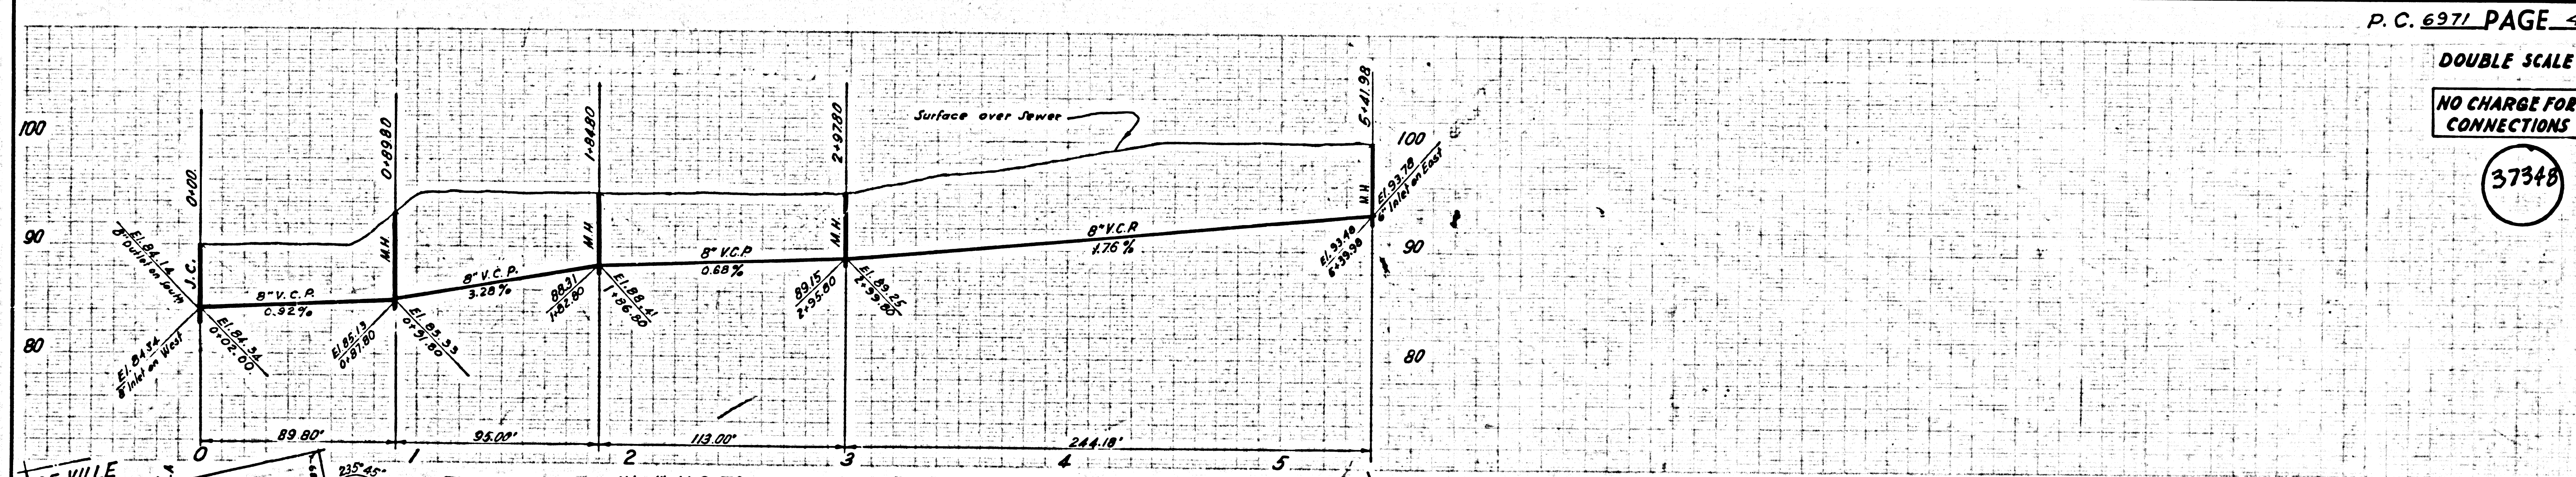 P. C. 6971 PAGE
DOUBLE SCALE
NO CHARGE FOR
CONNECTIONS
37348
100
90
80
0+00.
0+89.80
1+84.80
2+97.80
5+41.98
Surface over Sewer
100
90
80
J.C.
M.H.
M.H.
M.H.
M.H.
El. 84.14
8" Outlet on South
El. 84.34
8" Inlet on West
El. 84.34
0+02.00
8" V.C.P.
0.92%
El. 85.13
0+87.80
El. 85.33
0+91.80
8" V.C.P.
3.28%
88.31
1+82.80
El. 88.41
1+86.80
8" V.C.P.
0.68%
89.15
2+95.80
El. 89.25
2+99.80
8" V.C.P.
1.76%
El. 93.48
5+39.98
El. 93.78
6" Inlet on East
89.80'
95.00'
113.00'
244.18'
0
1
2
3
4
5
VILLE
235°45'